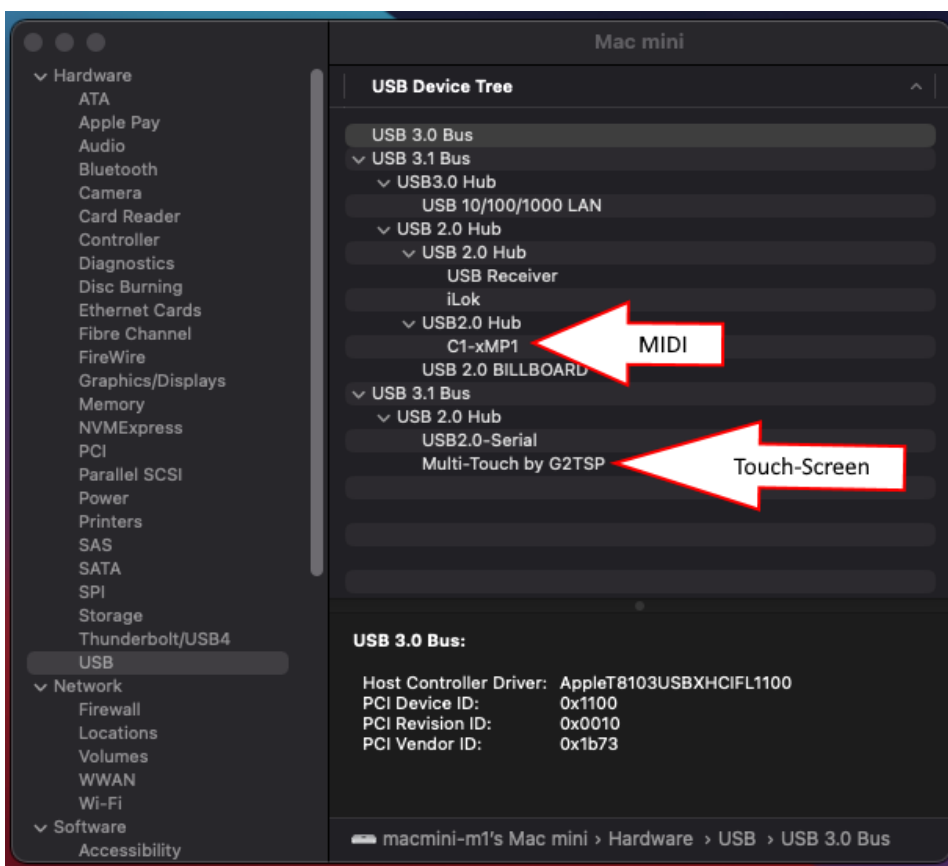 Mac mini
Hardware
ATA
Apple Pay
Audio
Bluetooth
Camera
Card Reader
Controller
Diagnostics
Disc Burning
Ethernet Cards
Fibre Channel
FireWire
Graphics/Displays
Memory
NVMExpress
PCI
Parallel SCSI
Power
Printers
SAS
SATA
SPI
Storage
Thunderbolt/USB4
USB
Network
Firewall
Locations
Volumes
WWAN
Wi-Fi
Software
Accessibility
USB Device Tree
USB 3.0 Bus
USB 3.1 Bus
USB3.0 Hub
USB 10/100/1000 LAN
USB 2.0 Hub
USB 2.0 Hub
USB Receiver
iLok
USB2.0 Hub
C1-xMP1
MIDI
USB 2.0 BILLBOARD
USB 3.1 Bus
USB 2.0 Hub
USB2.0-Serial
Multi-Touch by G2TSP
Touch-Screen
USB 3.0 Bus:
Host Controller Driver: AppleT8103USBXHCIFL1100
PCI Device ID: 0x1100
PCI Revision ID: 0x0010
PCI Vendor ID: 0x1b73
macmini-m1's Mac mini › Hardware › USB › USB 3.0 Bus